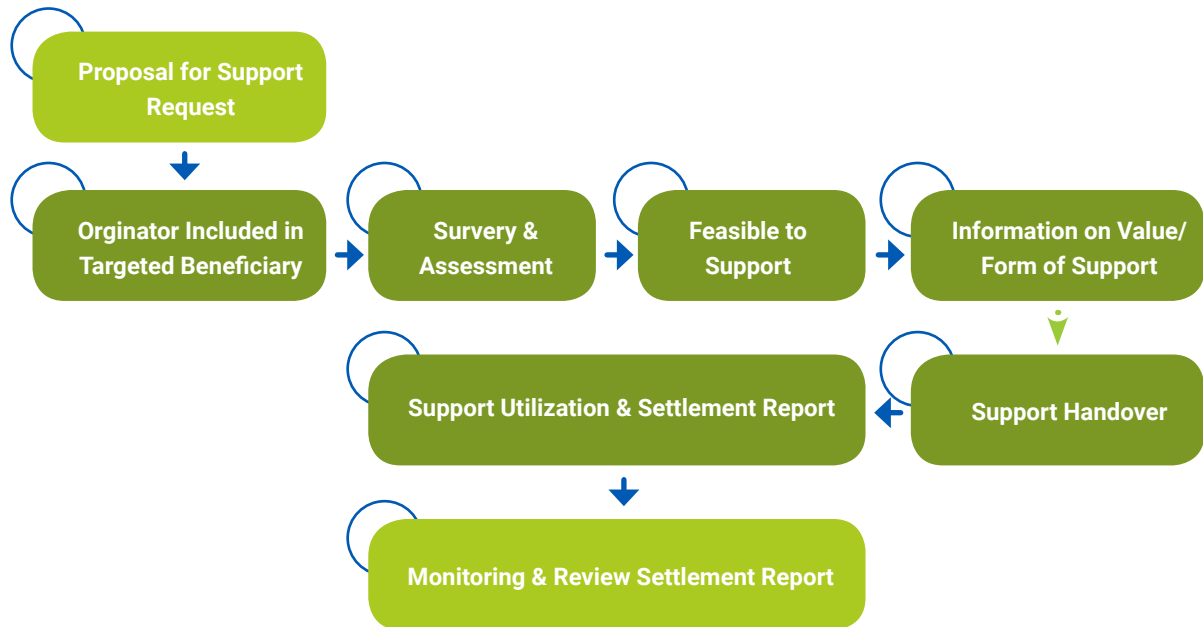 Proposal for Support
Request
Orginator Included in
Targeted Beneficiary
Survery &
Assessment
Feasible to
Support
Information on Value/
Form of Support
Support Utilization & Settlement Report
Support Handover
Monitoring & Review Settlement Report